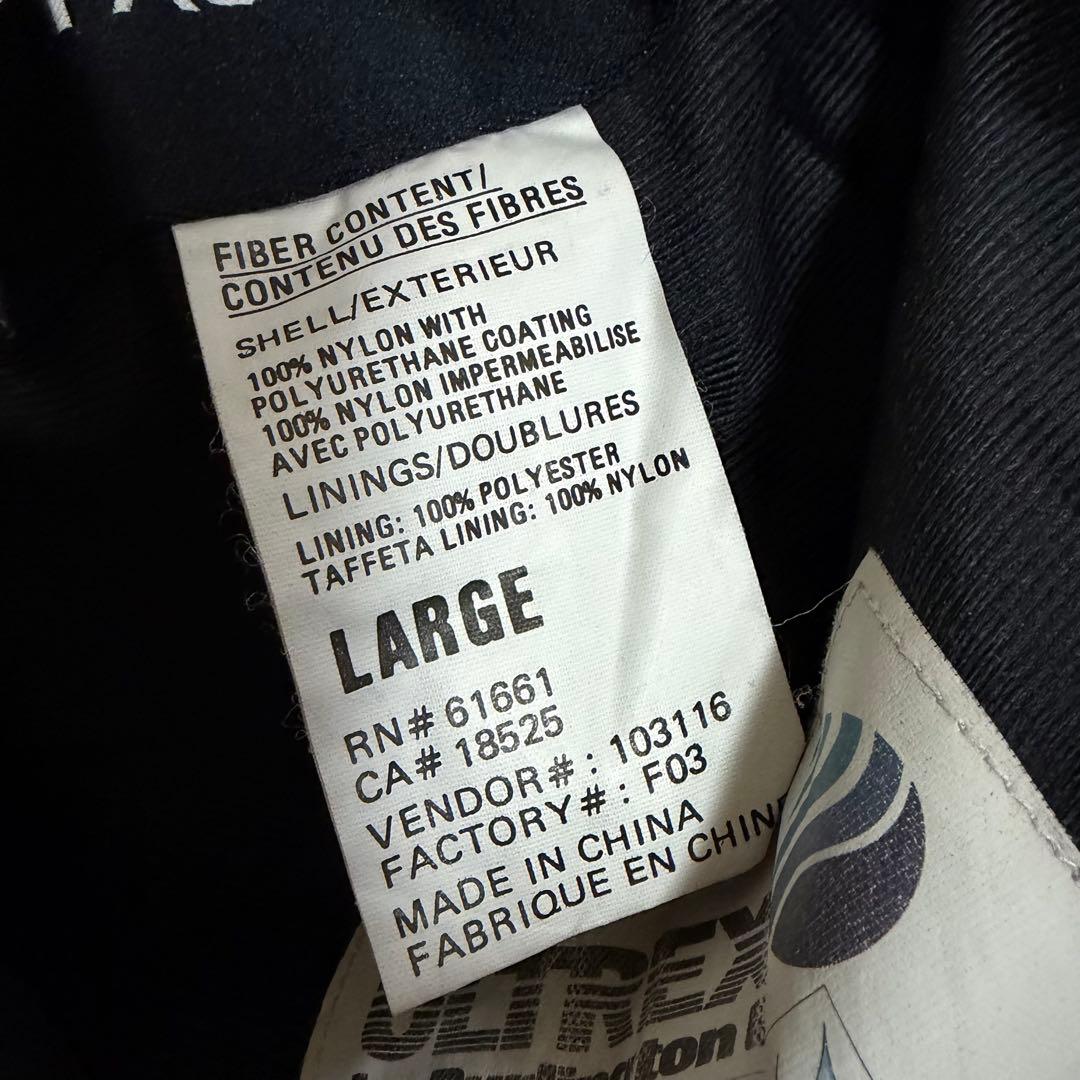 FIBER CONTENT/
CONTENU DES FIBRES
SHELL/EXTERIEUR
100% NYLON WITH
POLYURETHANE COATING
100% NYLON IMPERMEABILISE
AVEC POLYURETHANE
LININGS/DOUBLURES
LINING: 100% POLYESTER
TAFFETA LINING: 100% NYLON
LARGE
RN# 61661
CA# 18525
VENDOR#: 103116
FACTORY#: F03
MADE IN CHINA
FABRIQUE EN CHIN
ULTREX